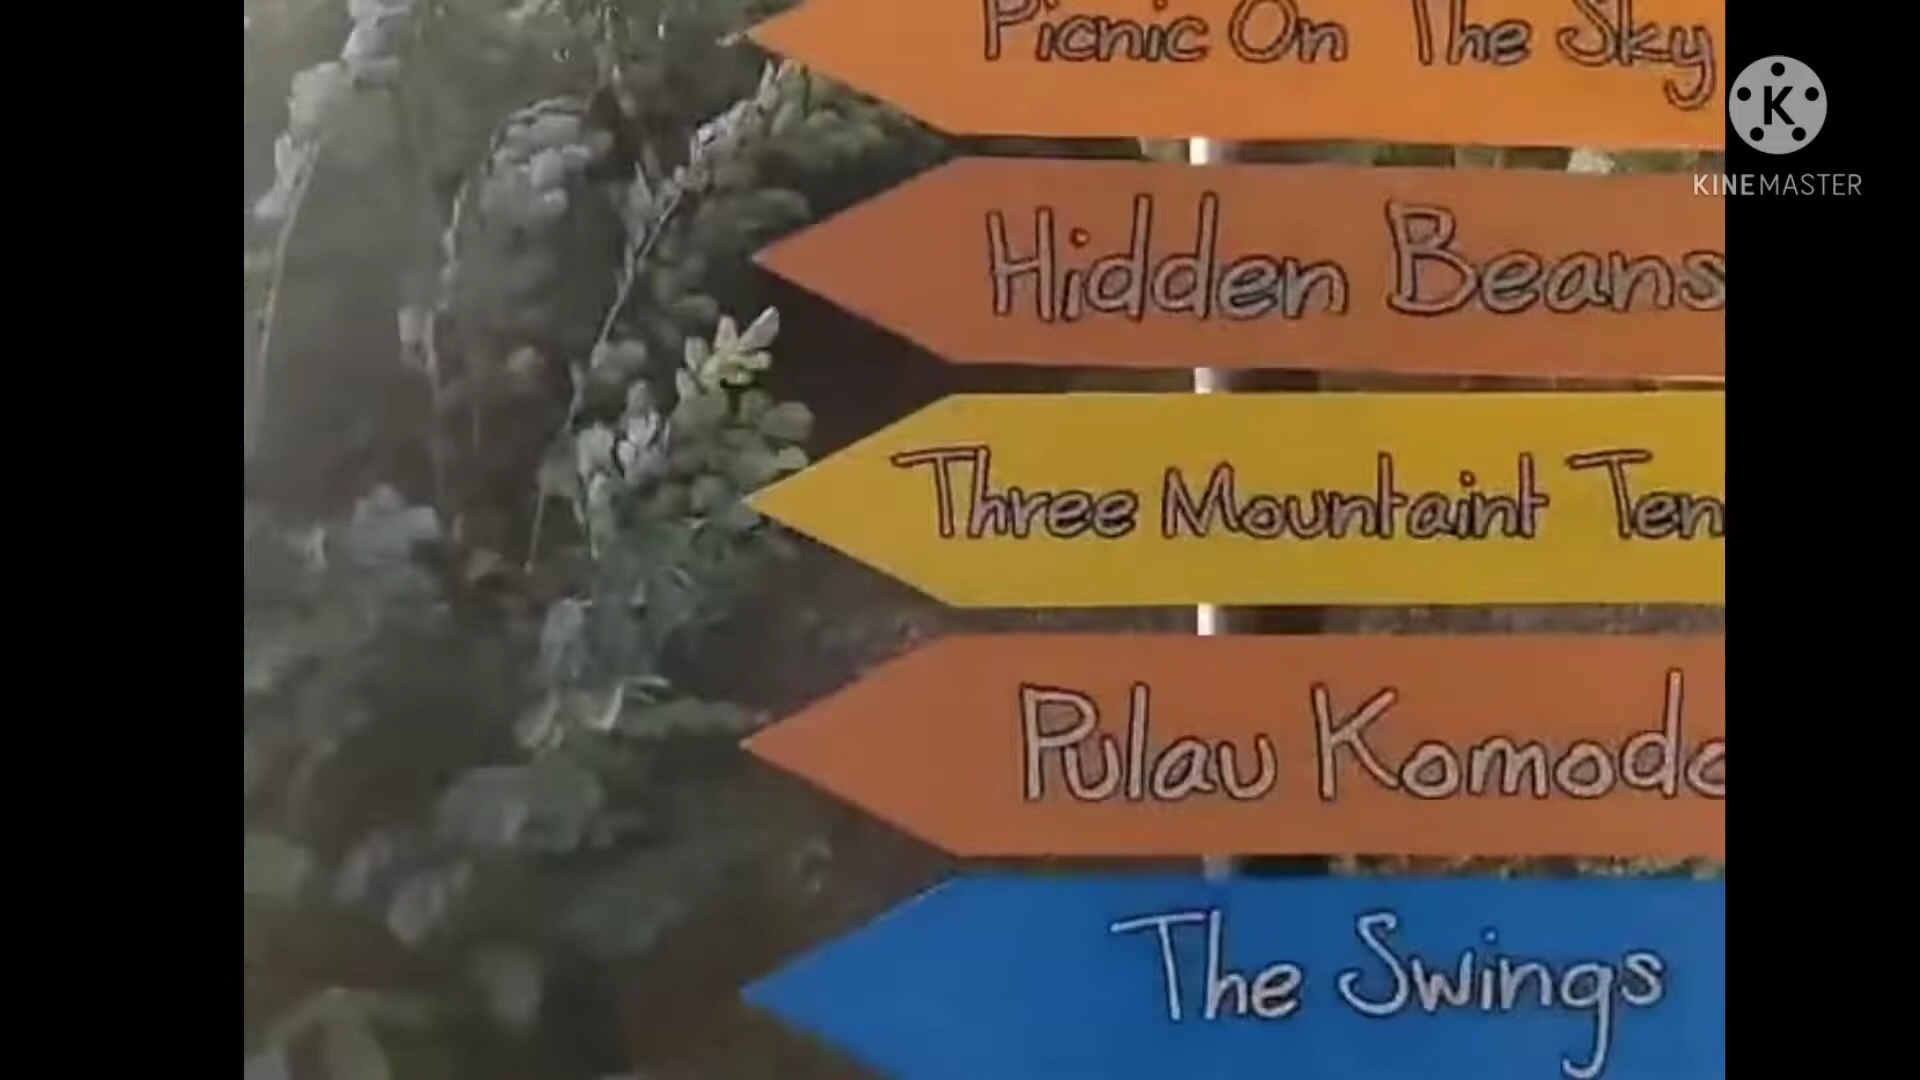 Picnic On The Sky
KINEMASTER
Hidden Beans
Three Mountaint Ten
Pulau Komodo
The Swings